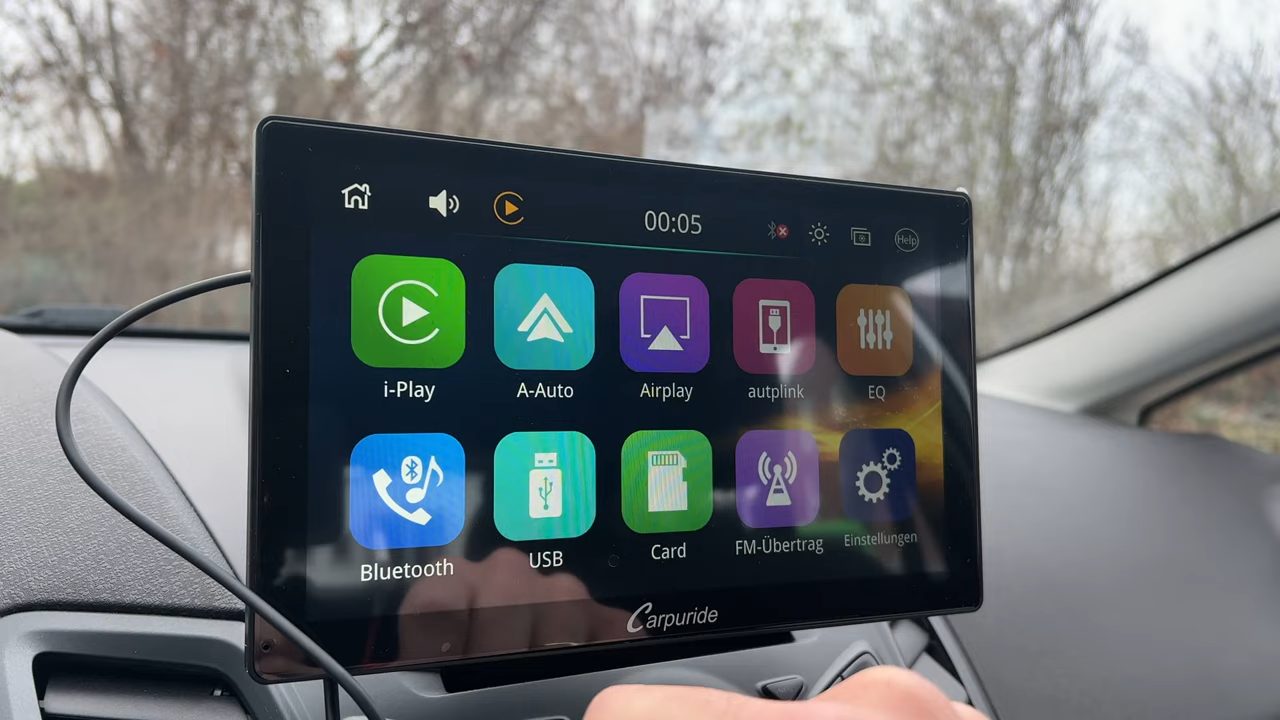 00:05
Help
i-Play
A-Auto
Airplay
autplink
EQ
Bluetooth
USB
Card
FM-Übertrag
Einstellungen
Carpuride